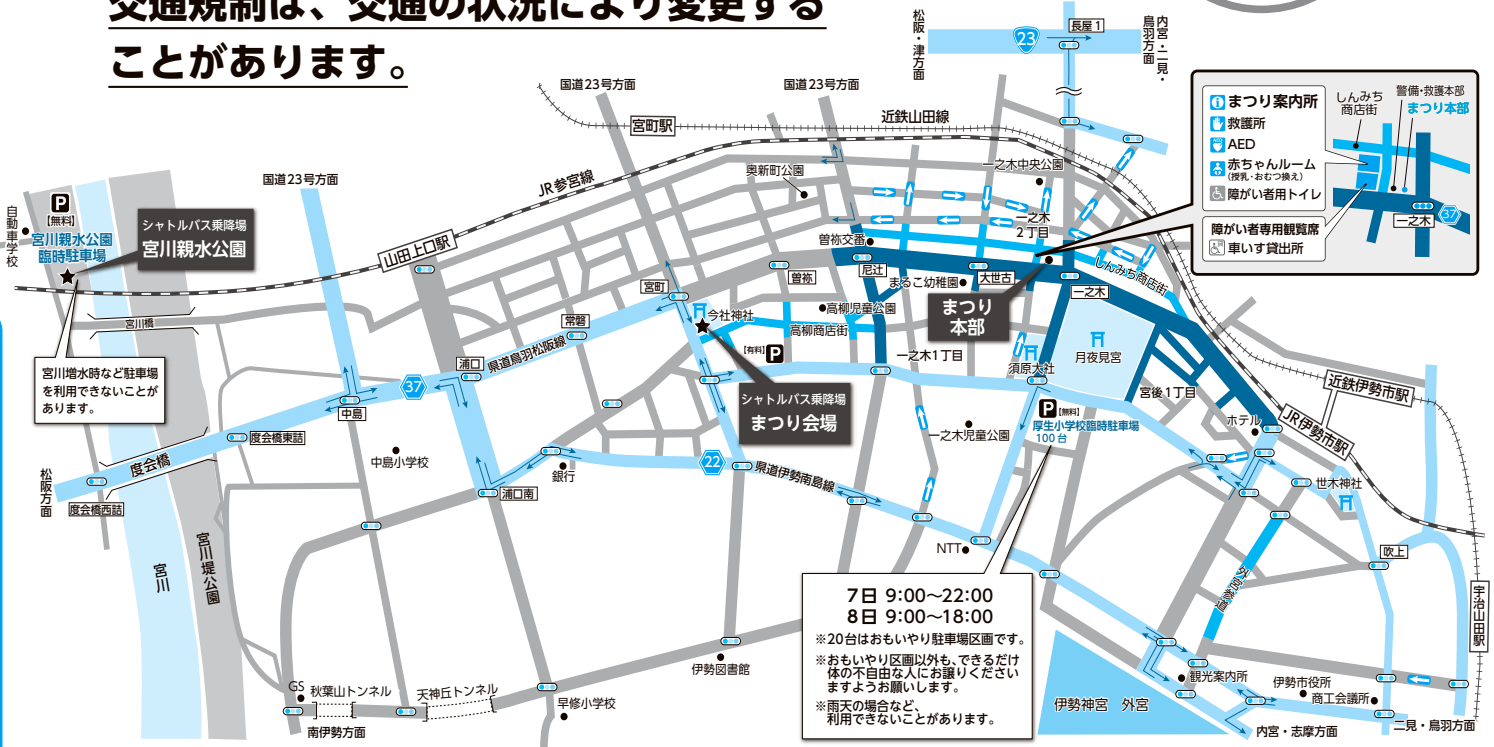 交通規制は、交通の状況により変更する
ことがあります。
松阪・津方面
23
長屋1
内宮・二見・
鳥羽方面
国道23号方面
国道23号方面
宮町駅
近鉄山田線
まつり案内所
救護所
AED
赤ちゃんルーム
(授乳・おむつ換え)
障がい者用トイレ
障がい者専用観覧席
車いす貸出所
しんみち
商店街
警備・救護本部
まつり本部
一之木
37
国道23号方面
JR参宮線
奥新町公園
一之木中央公園
自動車学校
P
【無料】
宮川親水公園
臨時駐車場
シャトルバス乗降場
宮川親水公園
山田上口駅
曽祢交番
一之木
2丁目
しんみち商店街
宮町
曽祢
尼辻
まるこ幼稚園
大世古
一之木
まつり
本部
宮川橋
常磐
今社神社
高柳児童公園
高柳商店街
【有料】
P
一之木1丁目
須原大社
月夜見宮
宮川増水時など駐車場
を利用できないことが
あります。
浦口
県道鳥羽松阪線
37
中島
シャトルバス乗降場
まつり会場
宮後1丁目
近鉄伊勢市駅
JR伊勢市駅
ホテル
P
【無料】
厚生小学校臨時駐車場
100台
度会橋東詰
度会橋
松阪方面
度会橋西詰
中島小学校
銀行
22
県道伊勢南島線
一之木児童公園
浦口南
世木神社
NTT
吹上
宮川
宮川堤公園
外宮参道
宇治山田駅
7日 9:00〜22:00
8日 9:00〜18:00
※20台はおもいやり駐車場区画です。
※おもいやり区画以外も、できるだけ
体の不自由な人にお譲りください
ますようお願いします。
※雨天の場合など、
利用できないことがあります。
伊勢図書館
GS
秋葉山トンネル
天神丘トンネル
早修小学校
南伊勢方面
伊勢神宮 外宮
観光案内所
伊勢市役所
商工会議所
内宮・志摩方面
二見・鳥羽方面